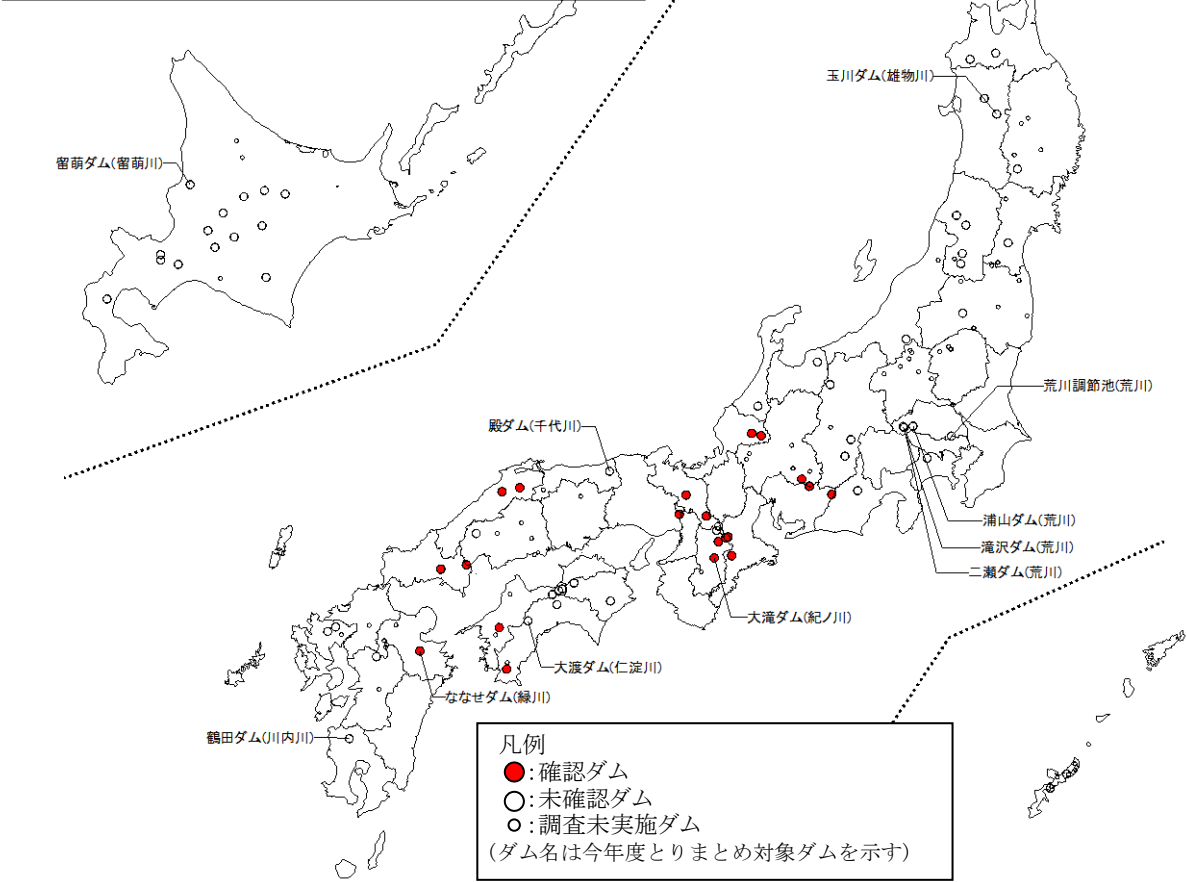 玉川ダム(雄物川)
留萌ダム(留萌川)
荒川調節池(荒川)
殿ダム(千代川)
浦山ダム(荒川)
滝沢ダム(荒川)
二瀬ダム(荒川)
大滝ダム(紀ノ川)
大渡ダム(仁淀川)
ななせダム(緑川)
鶴田ダム(川内川)
凡例
:確認ダム
:未確認ダム
:調査未実施ダム
(ダム名は今年度とりまとめ対象ダムを示す)